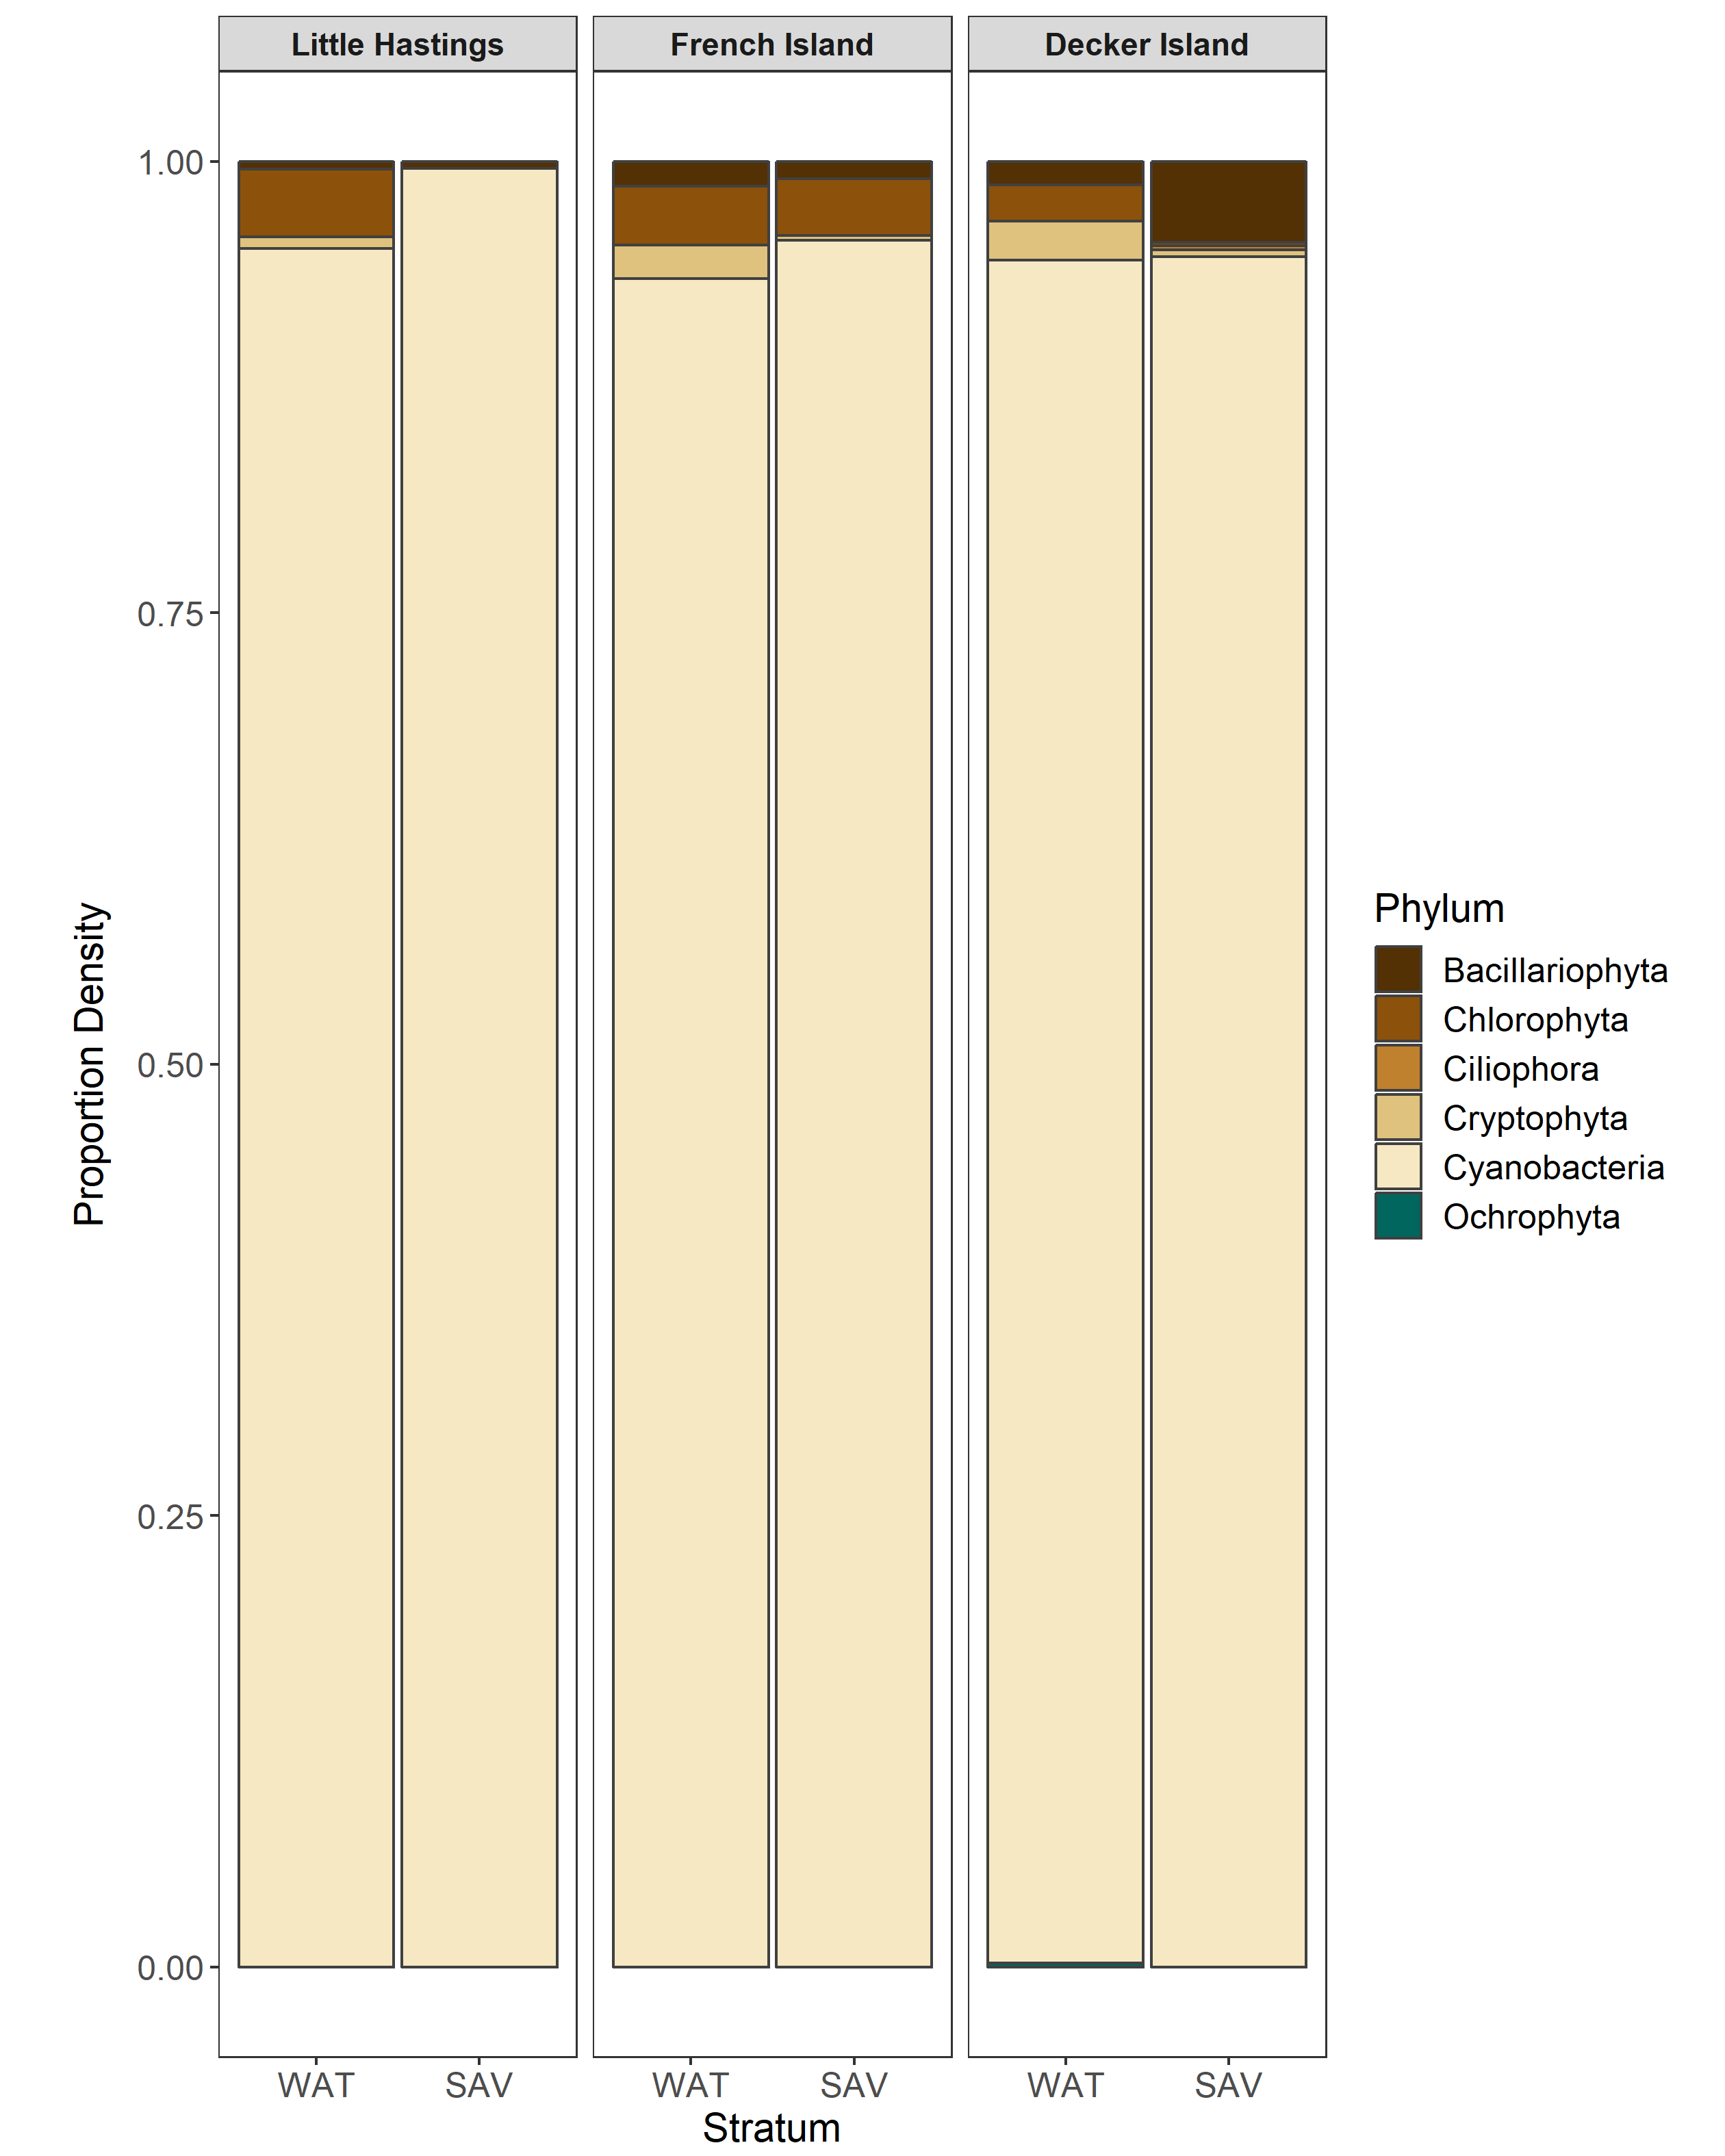 Little Hastings
French Island
Decker Island
1.00
0.75
0.50
0.25
0.00
Proportion Density
WAT SAV WAT SAV WAT SAV
Stratum
Phylum
Bacillariophyta
Chlorophyta
Ciliophora
Cryptophyta
Cyanobacteria
Ochrophyta